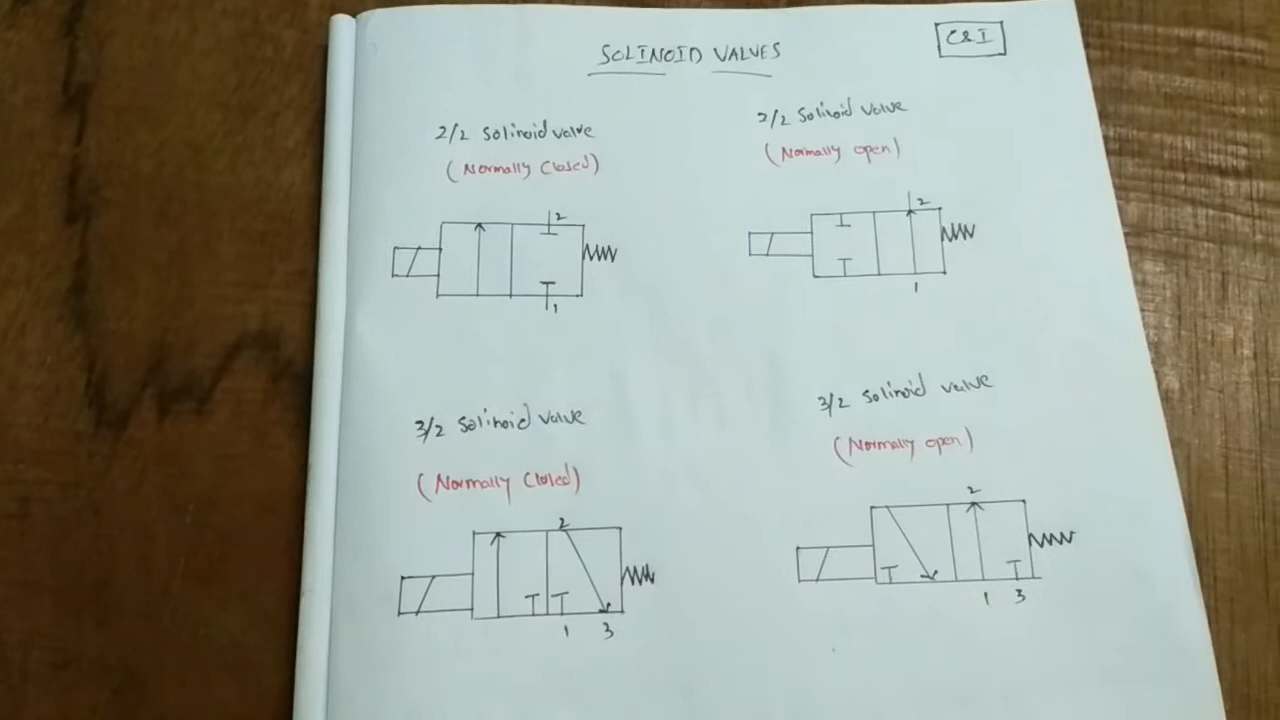 SOLINOID VALVES
C&I
2/2 Solinoid valve
(Normally Closed)
2
1
2/2 Solinoid valve
(Normally open)
2
1
3/2 Solinoid valve
(Normally Closed)
2
1 3
3/2 Solinoid valve
(Normally open)
2
1 3